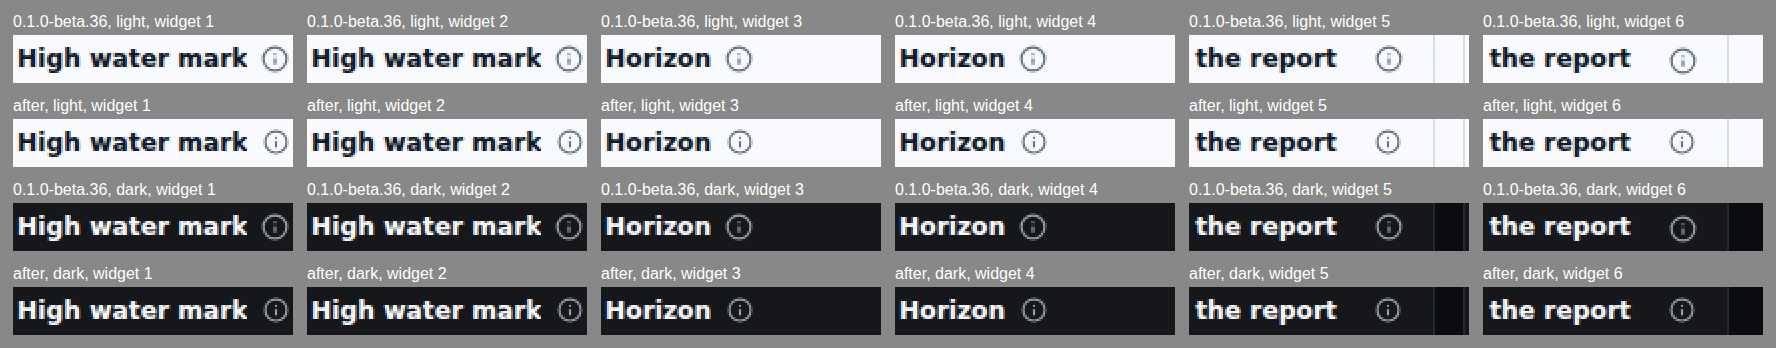 0.1.0-beta.36, light, widget 1 0.1.0-beta.36, light, widget 2 0.1.0-beta.36, light, widget 3 0.1.0-beta.36, light, widget 4 0.1.0-beta.36, light, widget 5 0.1.0-beta.36, light, widget 6
High water mark High water mark Horizon Horizon the report the report
after, light, widget 1 after, light, widget 2 after, light, widget 3 after, light, widget 4 after, light, widget 5 after, light, widget 6
High water mark High water mark Horizon Horizon the report the report
0.1.0-beta.36, dark, widget 1 0.1.0-beta.36, dark, widget 2 0.1.0-beta.36, dark, widget 3 0.1.0-beta.36, dark, widget 4 0.1.0-beta.36, dark, widget 5 0.1.0-beta.36, dark, widget 6
High water mark High water mark Horizon Horizon the report the report
after, dark, widget 1 after, dark, widget 2 after, dark, widget 3 after, dark, widget 4 after, dark, widget 5 after, dark, widget 6
High water mark High water mark Horizon Horizon the report the report